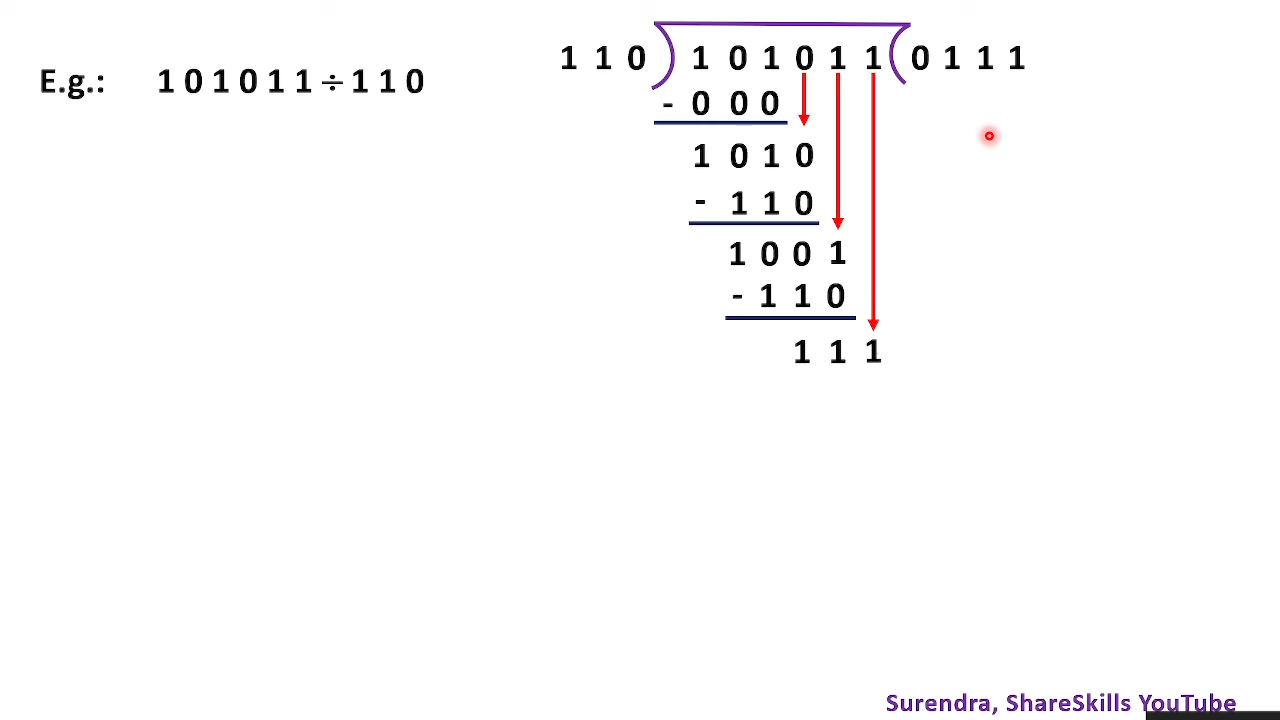 1 1 0 ) 1 0 1 0 1 1 ( 0 1 1 1
E.g.: 1 0 1 0 1 1 ÷ 1 1 0
- 0 0 0
1 0 1 0
- 1 1 0
1 0 0 1
- 1 1 0
1 1 1
Surendra, ShareSkills YouTube